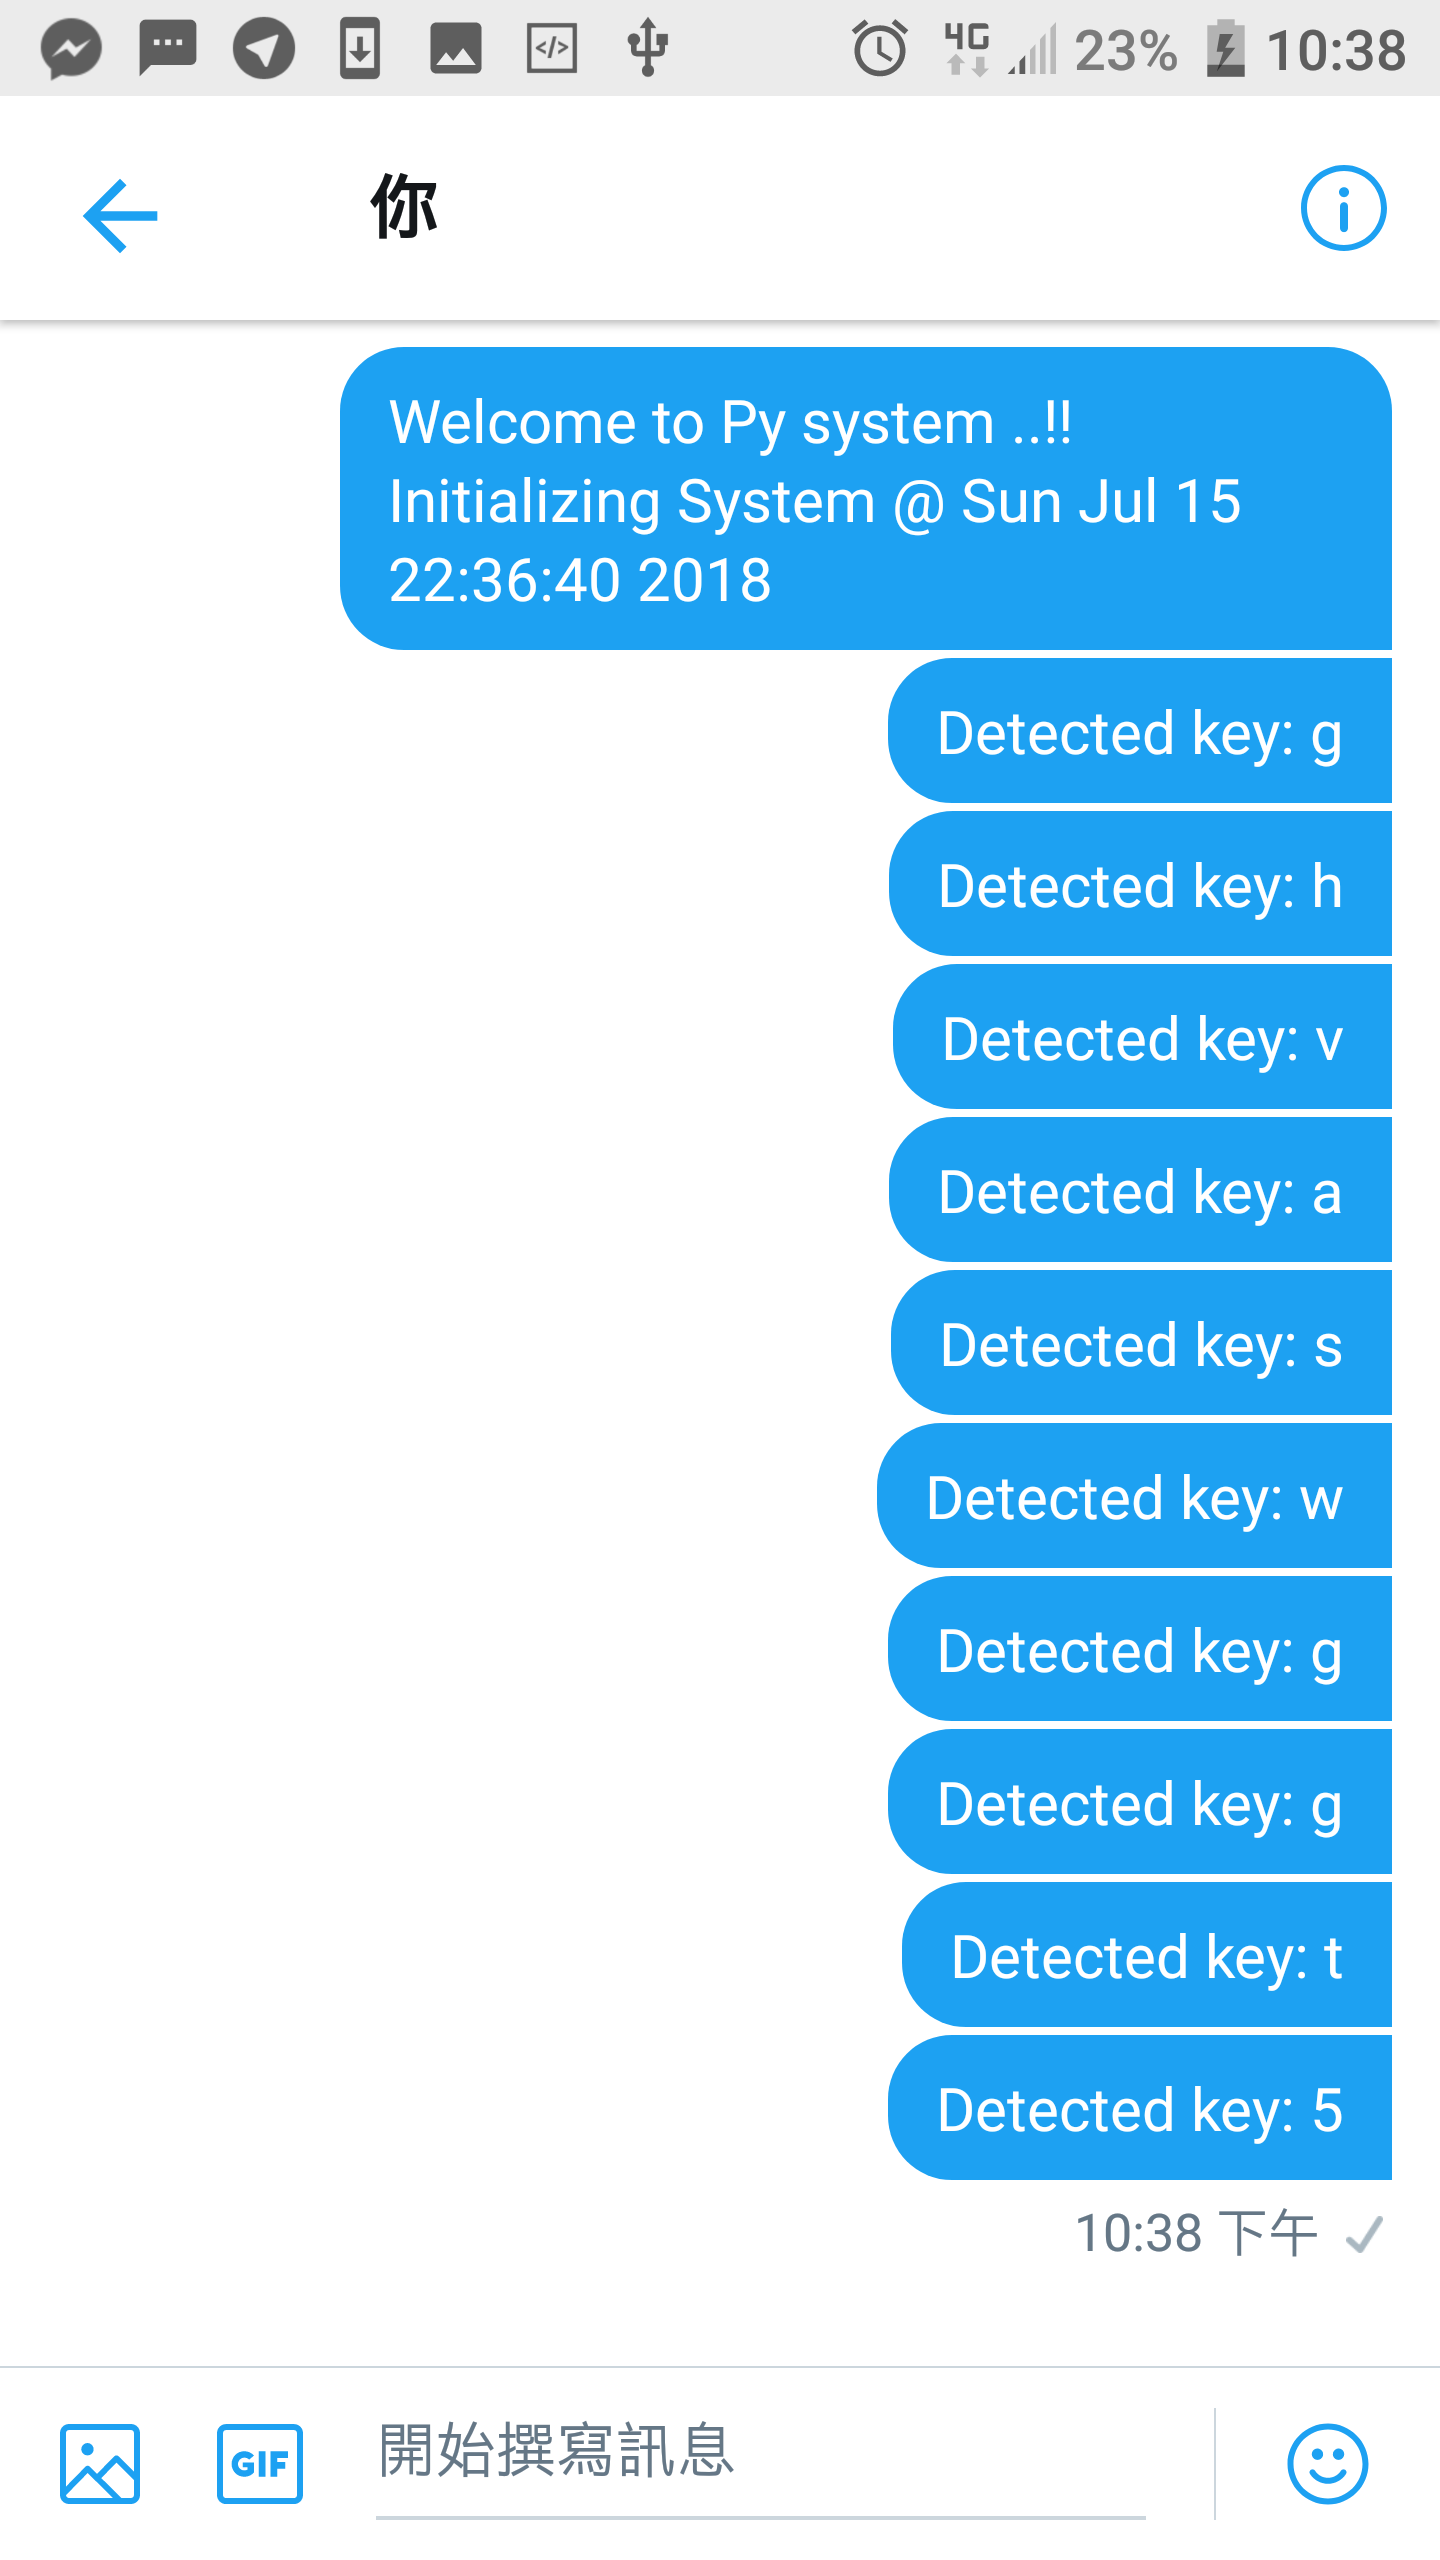 4G 23% 10:38
你
Welcome to Py system ..!!
Initializing System @ Sun Jul 15
22:36:40 2018
Detected key: g
Detected key: h
Detected key: v
Detected key: a
Detected key: s
Detected key: w
Detected key: g
Detected key: g
Detected key: t
Detected key: 5
10:38 下午
GIF 開始撰寫訊息